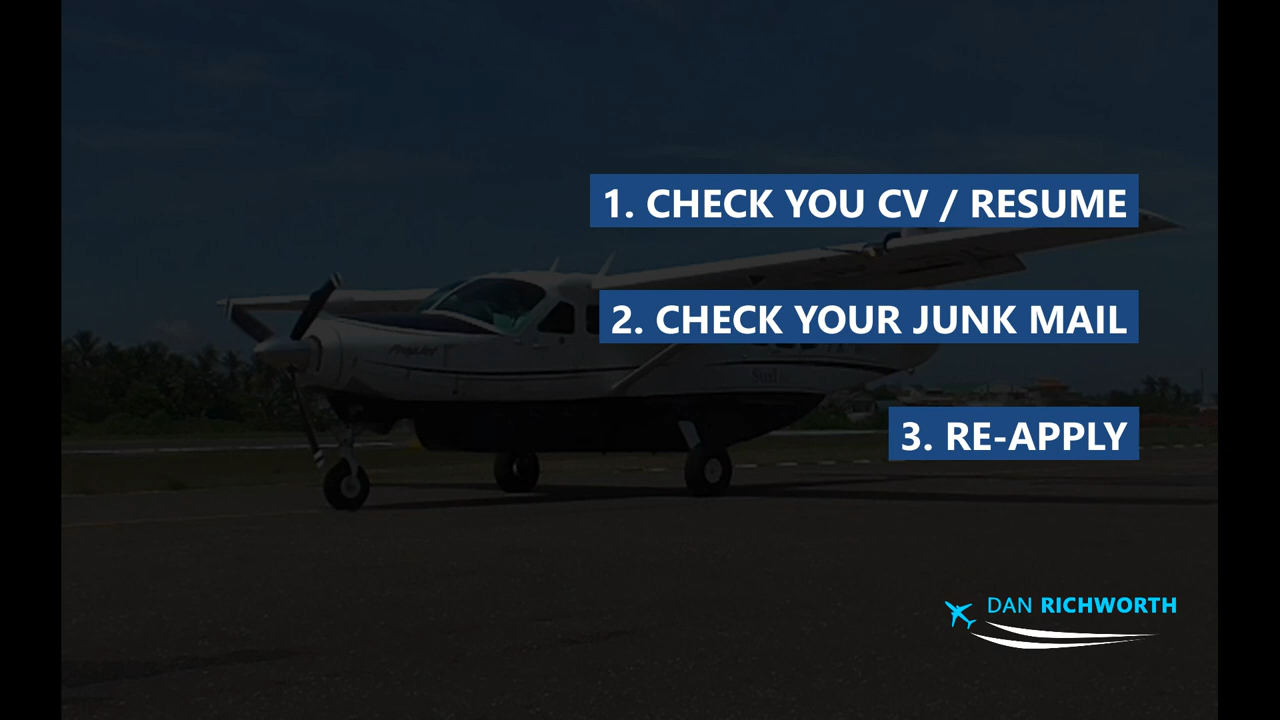 1. CHECK YOU CV / RESUME
2. CHECK YOUR JUNK MAIL
3. RE-APPLY
DAN RICHWORTH